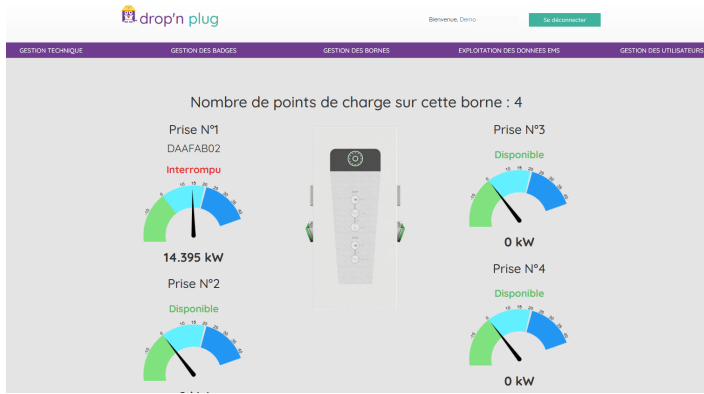 drop'n plug
Bienvenue, Demo
Se déconnecter
GESTION TECHNIQUE
GESTION DES BADGES
GESTION DES BORNES
EXPLOITATION DES DONNEES EMS
GESTION DES UTILISATEURS
Nombre de points de charge sur cette borne : 4
Prise N°1
DAAFAB02
Interrompu
14.395 kW
Prise N°2
Disponible
Prise N°3
Disponible
0 kW
Prise N°4
Disponible
0 kW